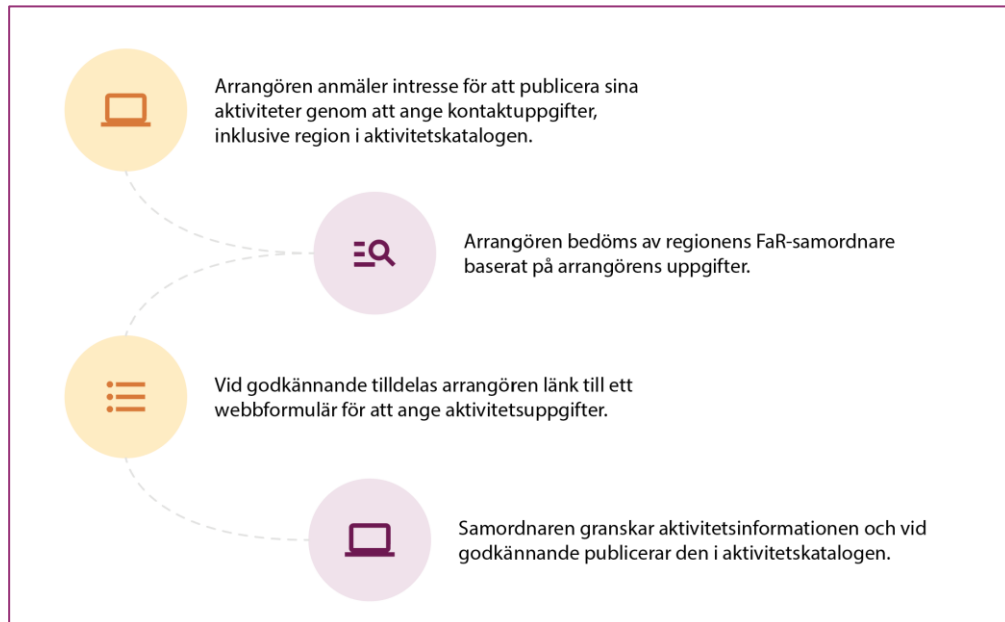 Arrangören anmäler intresse för att publicera sina
aktiviteter genom att ange kontaktuppgifter,
inklusive region i aktivitetskatalogen.
Arrangören bedöms av regionens FaR-samordnare
baserat på arrangörens uppgifter.
Vid godkännande tilldelas arrangören länk till ett
webbformulär för att ange aktivitetsuppgifter.
Samordnaren granskar aktivitetsinformationen och vid
godkännande publicerar den i aktivitetskatalogen.